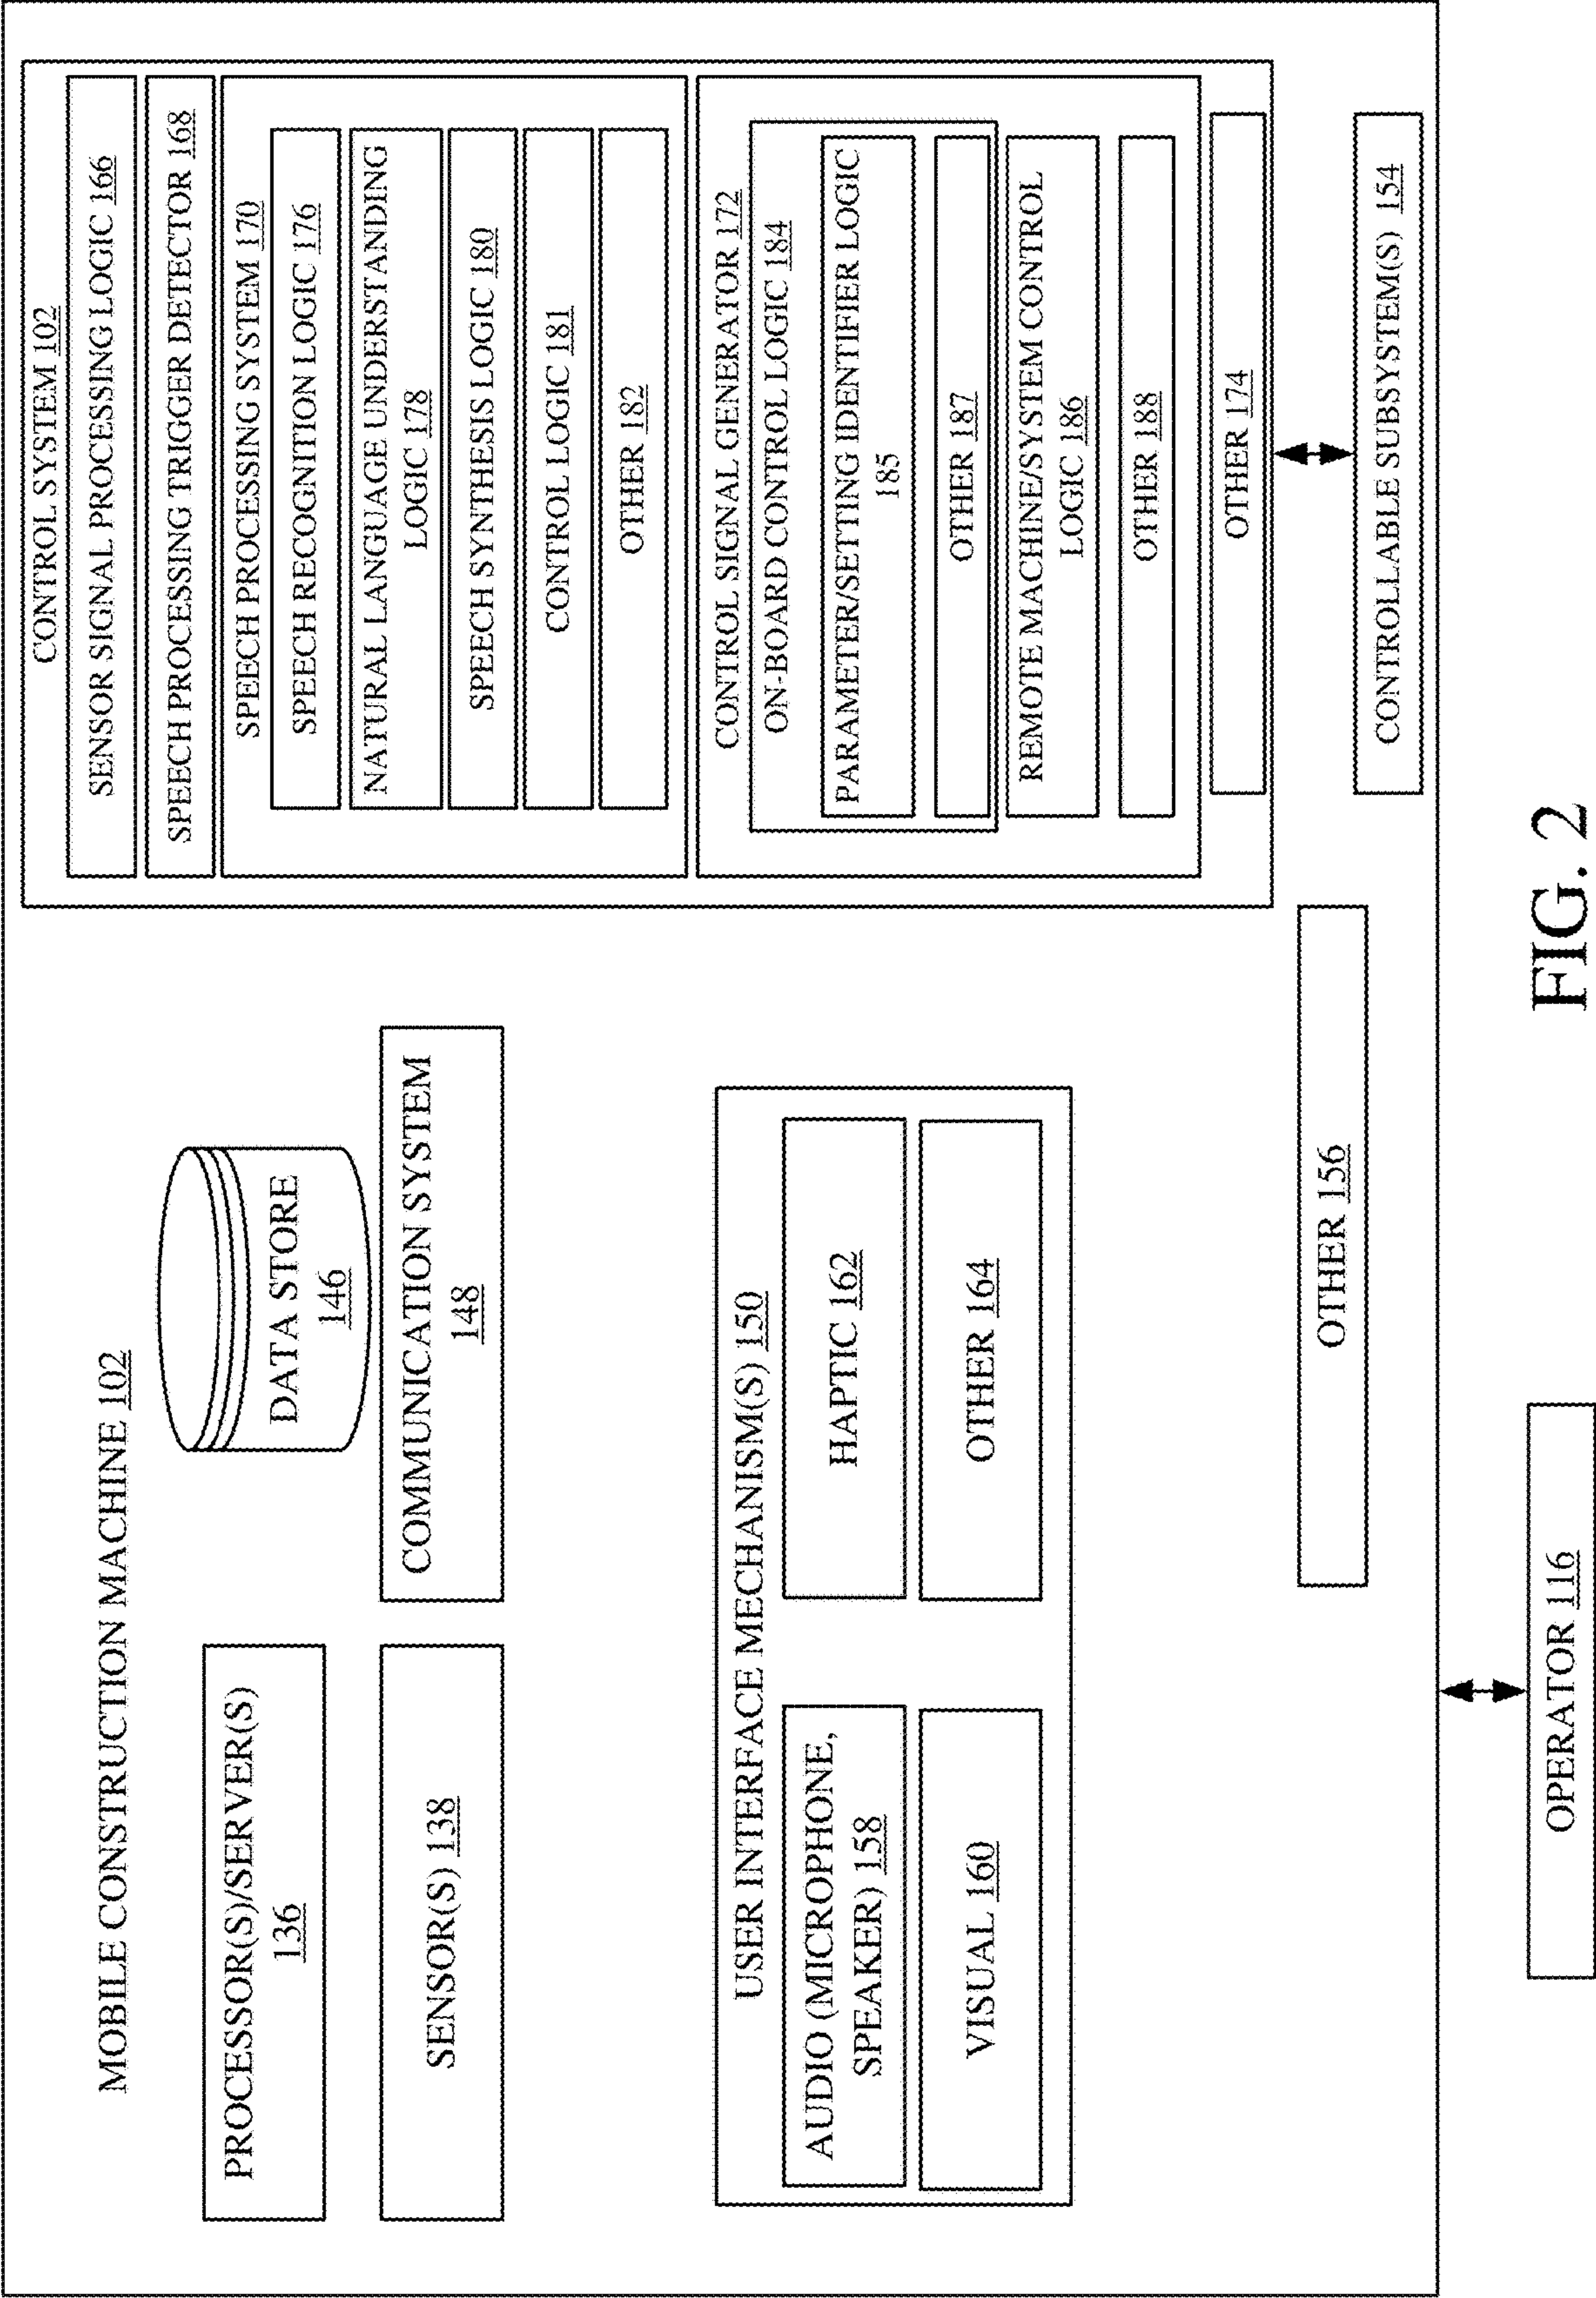 MOBILE CONSTRUCTION MACHINE 102
PROCESSOR(S)/SERVER(S)
136
DATA STORE
146
SENSOR(S) 138
COMMUNICATION SYSTEM
148
USER INTERFACE MECHANISM(S) 150
AUDIO (MICROPHONE,
SPEAKER) 158
HAPTIC 162
VISUAL 160
OTHER 164
OTHER 156
CONTROL SYSTEM 102
SENSOR SIGNAL PROCESSING LOGIC 166
SPEECH PROCESSING TRIGGER DETECTOR 168
SPEECH PROCESSING SYSTEM 170
SPEECH RECOGNITION LOGIC 176
NATURAL LANGUAGE UNDERSTANDING
LOGIC 178
SPEECH SYNTHESIS LOGIC 180
CONTROL LOGIC 181
OTHER 182
CONTROL SIGNAL GENERATOR 172
ON-BOARD CONTROL LOGIC 184
PARAMETER/SETTING IDENTIFIER LOGIC
185
OTHER 187
REMOTE MACHINE/SYSTEM CONTROL
LOGIC 186
OTHER 188
OTHER 174
CONTROLLABLE SUBSYSTEM(S) 154
OPERATOR 116
FIG. 2